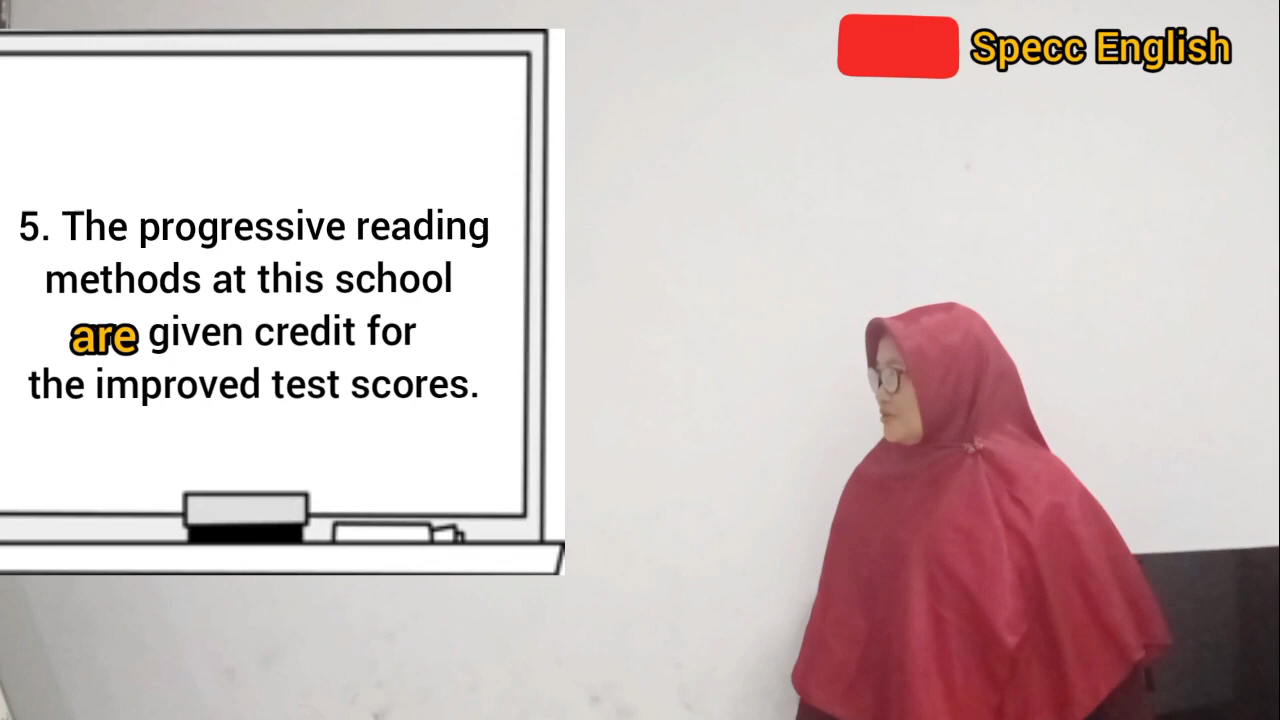 Specc English
5. The progressive reading
methods at this school
are given credit for
the improved test scores.